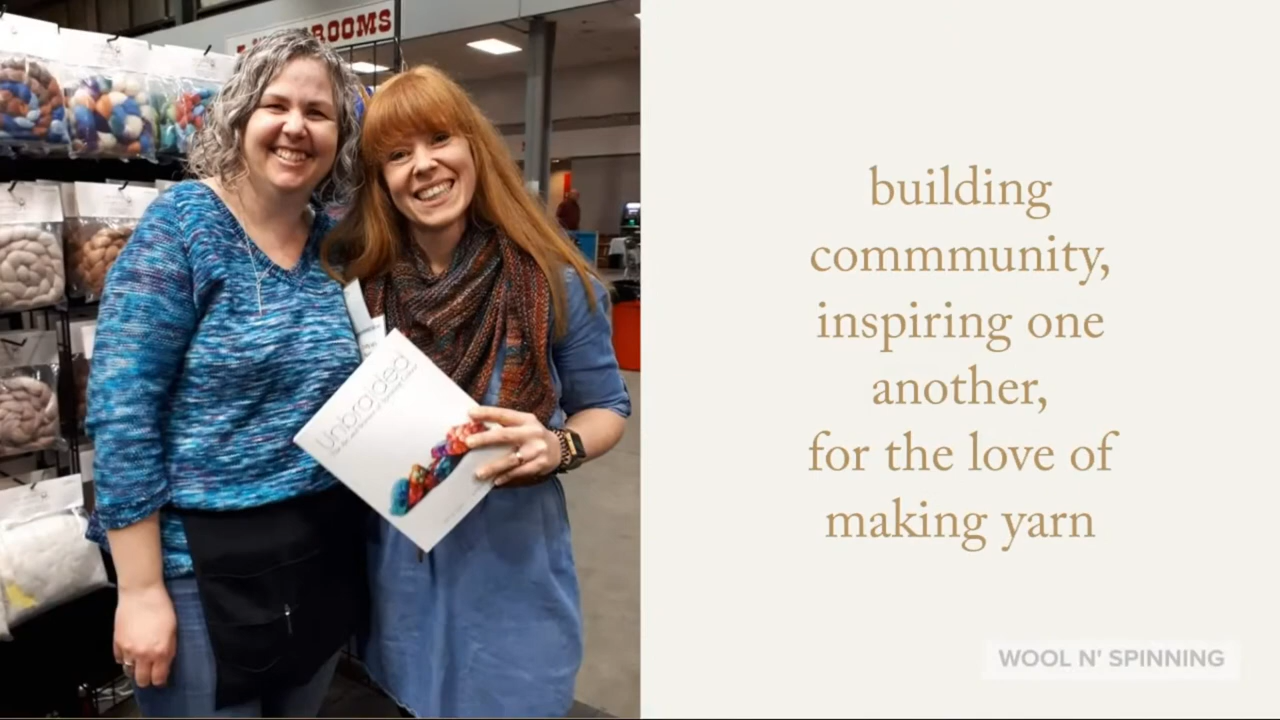 ROOMS
Unbraided
building
commmunity,
inspiring one
another,
for the love of
making yarn
WOOL N' SPINNING